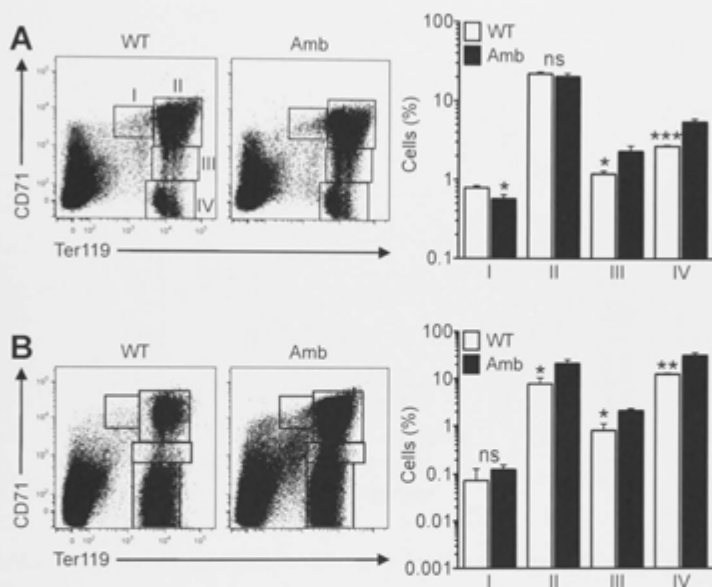 A
WT
Amb
I
II
III
IV
CD71
Ter119
Cells (%)
100
10
1
0.1
WT
Amb
*
ns
*
***
I
II
III
IV
B
WT
Amb
CD71
Ter119
Cells (%)
100
10
1
0.1
0.01
0.001
WT
Amb
ns
*
*
**
I
II
III
IV